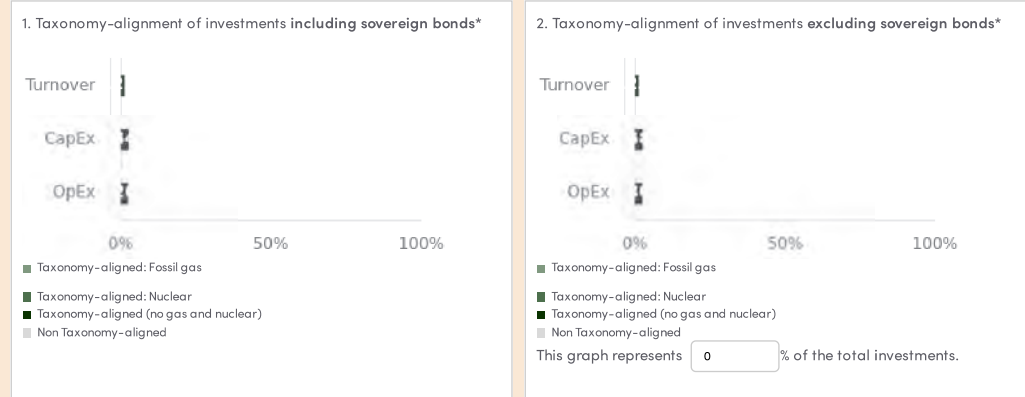 1. Taxonomy-alignment of investments including sovereign bonds*
Turnover
CapEx
OpEx
0% 50% 100%
Taxonomy-aligned: Fossil gas
Taxonomy-aligned: Nuclear
Taxonomy-aligned (no gas and nuclear)
Non Taxonomy-aligned
2. Taxonomy-alignment of investments excluding sovereign bonds*
Turnover
CapEx
OpEx
0% 50% 100%
Taxonomy-aligned: Fossil gas
Taxonomy-aligned: Nuclear
Taxonomy-aligned (no gas and nuclear)
Non Taxonomy-aligned
This graph represents 0 % of the total investments.